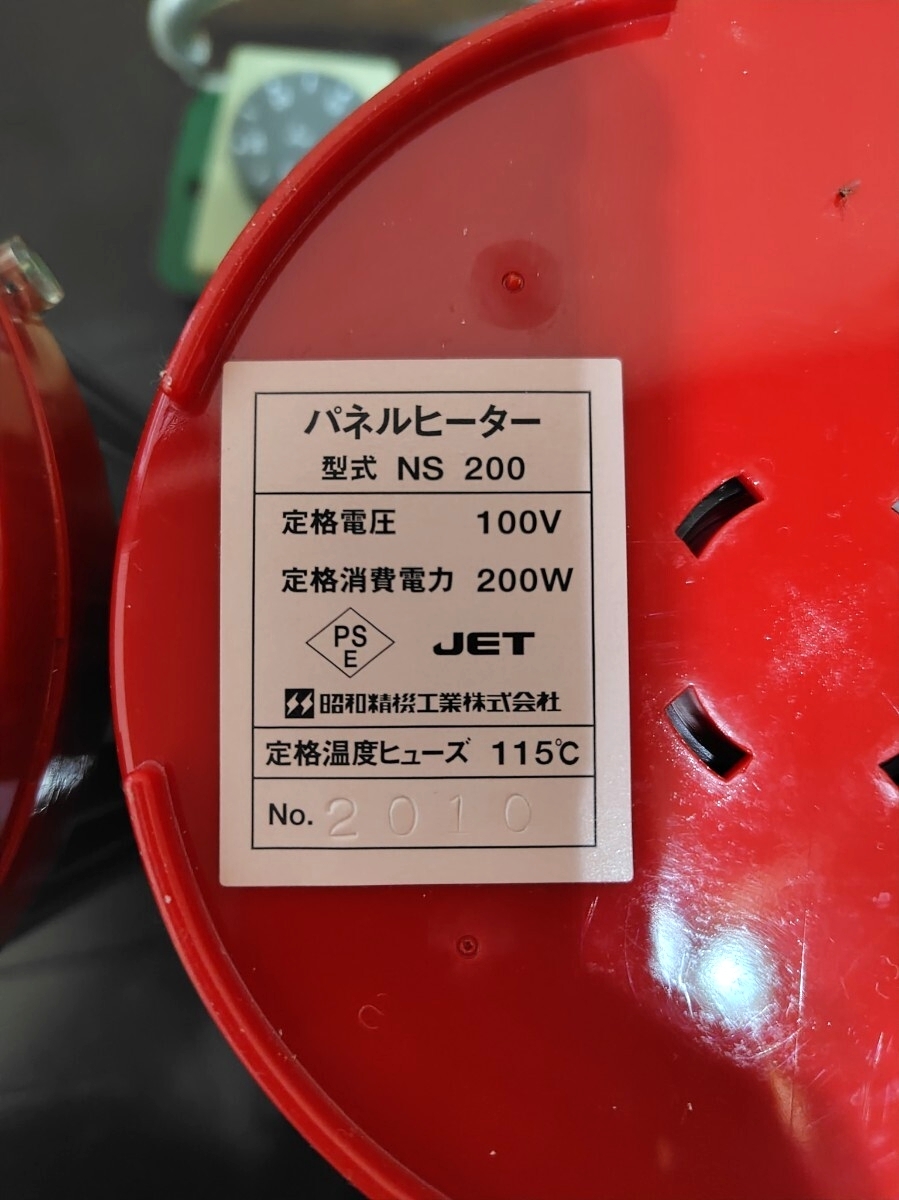 パネルヒーター
型式 NS 200
定格電圧 100V
定格消費電力 200W
PS
E
JET
昭和精機工業株式会社
定格温度ヒューズ 115℃
No. 2010